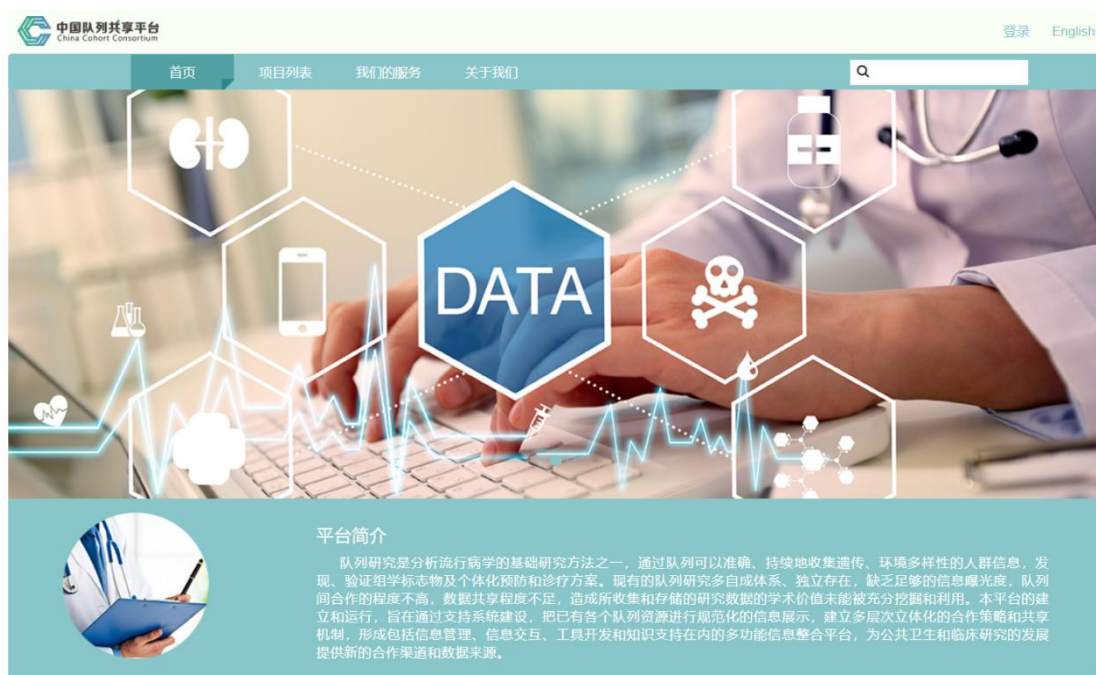 中国队列共享平台
China Cohort Consortium
登录 English
首页 项目列表 我们的服务 关于我们
DATA
平台简介
队列研究是分析流行病学的基础研究方法之一，通过队列可以准确、持续地收集遗传、环境多样性的人群信息，发
现、验证组学标志物及个体化预防和诊疗方案。现有的队列研究多自成体系、独立存在，缺乏足够的信息曝光度，队列
间合作的程度不高，数据共享程度不足，造成所收集和存储的研究数据的学术价值未能被充分挖掘和利用。本平台的建
立和运行，旨在通过支持系统建设，把已有各个队列资源进行规范化的信息展示，建立多层次立体化的合作策略和共享
机制，形成包括信息管理、信息交互、工具开发和知识支持在内的多功能信息整合平台，为公共卫生和临床研究的发展
提供新的合作渠道和数据来源。